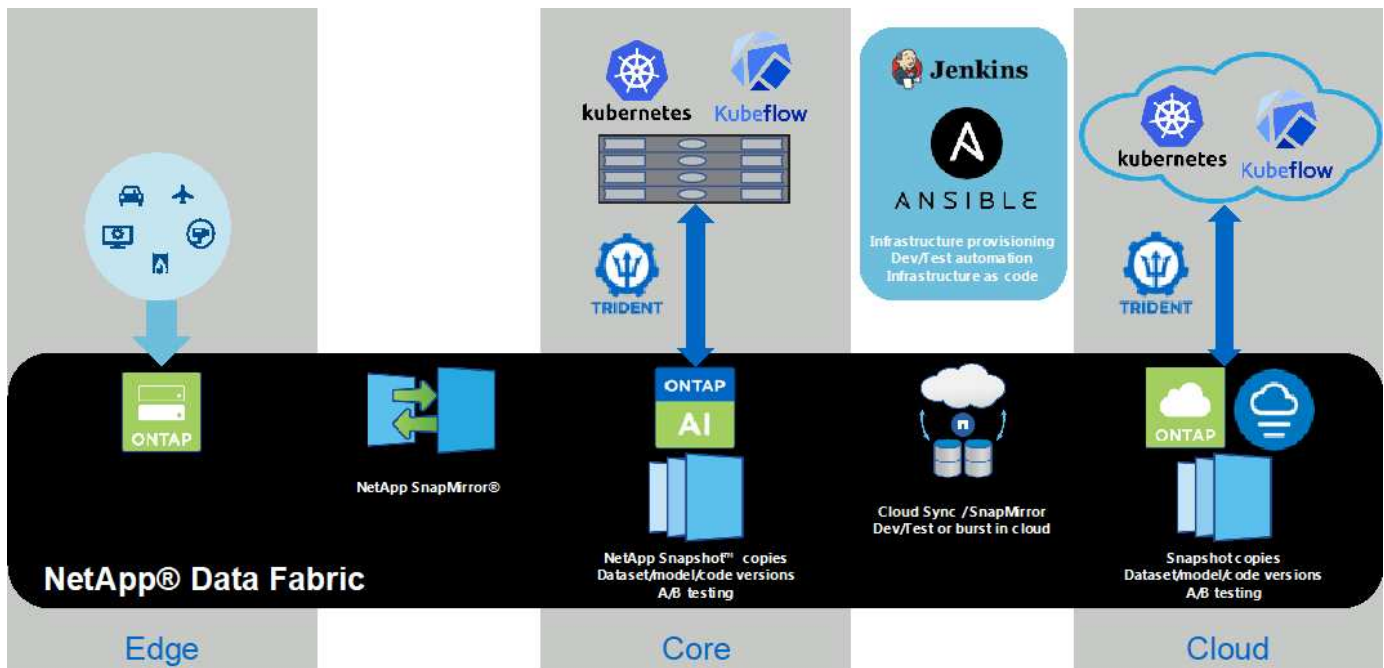 kubernetes
Kubeflow
Jenkins
ANSIBLE
Infrastructure provisioning
Dev/Test automation
Infrastructure as code
kubernetes
Kubeflow
TRIDENT
TRIDENT
ONTAP
NetApp SnapMirror®
ONTAP
AI
NetApp Snapshot™ copies
Dataset/model/code versions
A/B testing
Cloud Sync /SnapMirror
Dev/Test or burst in cloud
ONTAP
Snapshot copies
Dataset/model/code versions
A/B testing
NetApp® Data Fabric
Edge
Core
Cloud